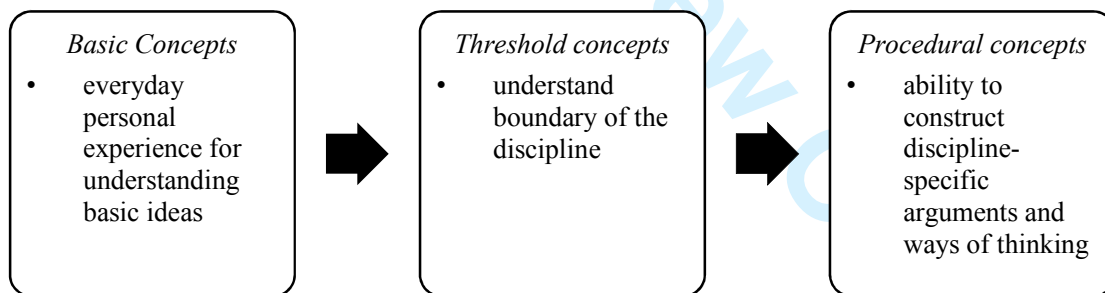 Basic Concepts
• everyday
personal
experience for
understanding
basic ideas
Threshold concepts
• understand
boundary of the
discipline
Procedural concepts
• ability to
construct
discipline-
specific
arguments and
ways of thinking